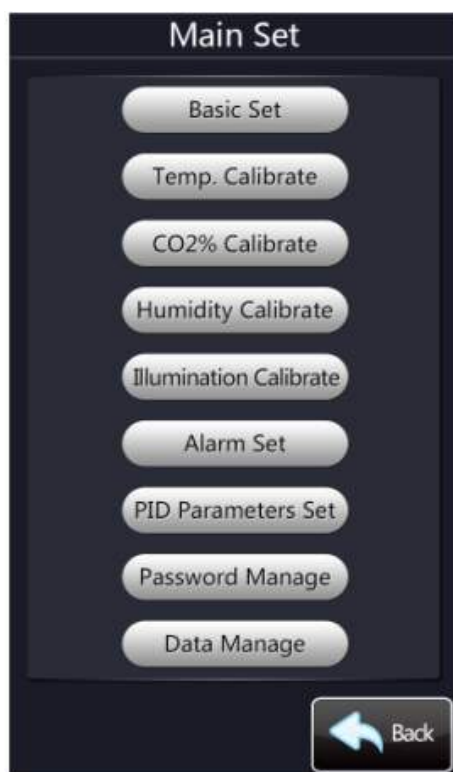 Main Set
Basic Set
Temp. Calibrate
CO2% Calibrate
Humidity Calibrate
Illumination Calibrate
Alarm Set
PID Parameters Set
Password Manage
Data Manage
Back